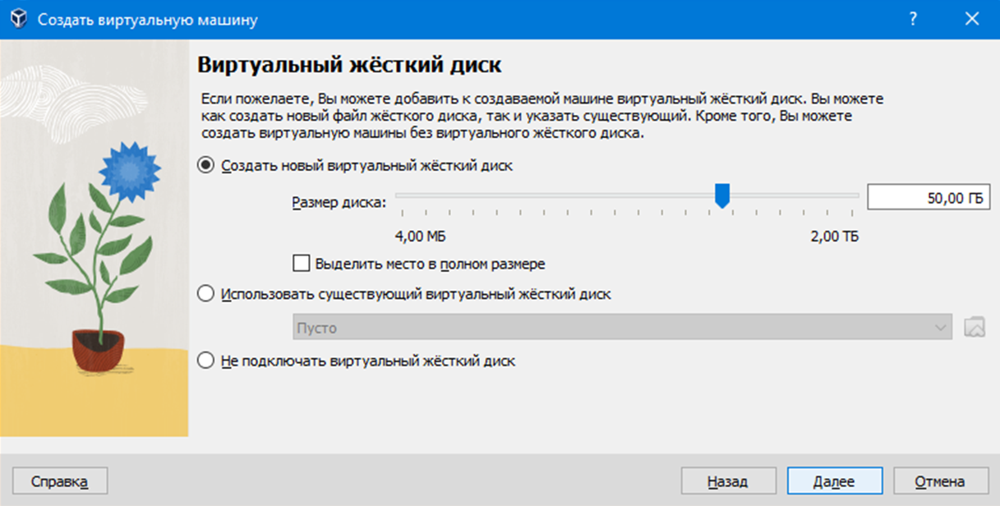 Создать виртуальную машину
?
Виртуальный жёсткий диск
Если пожелаете, Вы можете добавить к создаваемой машине виртуальный жёсткий диск. Вы можете
как создать новый файл жёсткого диска, так и указать существующий. Кроме того, Вы можете
создать виртуальную машины без виртуального жёсткого диска.
Создать новый виртуальный жёсткий диск
Размер диска:
50,00 ГБ
4,00 МБ
2,00 ТБ
Выделить место в полном размере
Использовать существующий виртуальный жёсткий диск
Пусто
Не подключать виртуальный жёсткий диск
Справка
Назад
Далее
Отмена